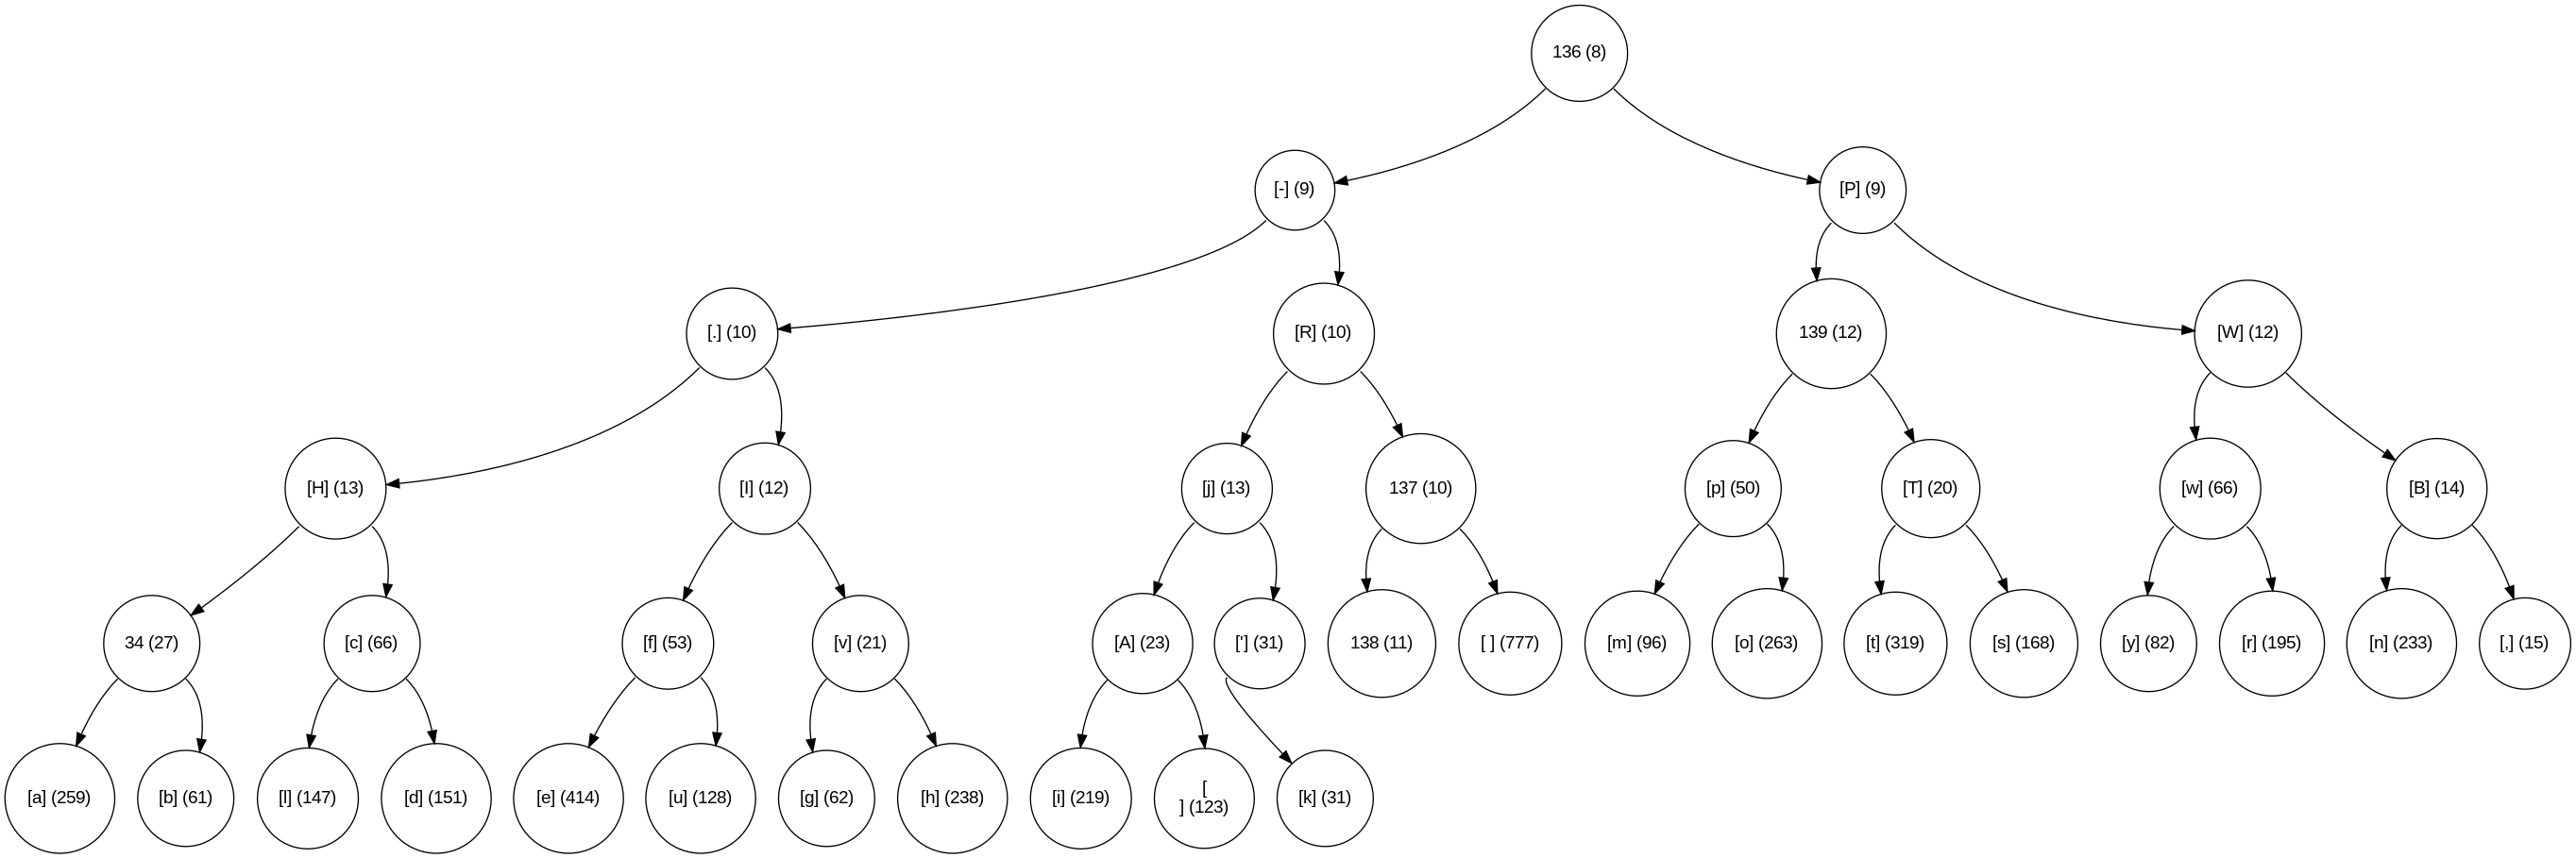 136 (8)
[-] (9)
[P] (9)
[.] (10)
[R] (10)
139 (12)
[W] (12)
[H] (13)
[I] (12)
[j] (13)
137 (10)
[p] (50)
[T] (20)
[w] (66)
[B] (14)
34 (27)
[c] (66)
[f] (53)
[v] (21)
[A] (23)
['] (31)
138 (11)
[ ] (777)
[m] (96)
[o] (263)
[t] (319)
[s] (168)
[y] (82)
[r] (195)
[n] (233)
[,] (15)
[a] (259)
[b] (61)
[l] (147)
[d] (151)
[e] (414)
[u] (128)
[g] (62)
[h] (238)
[i] (219)
[
] (123)
[k] (31)